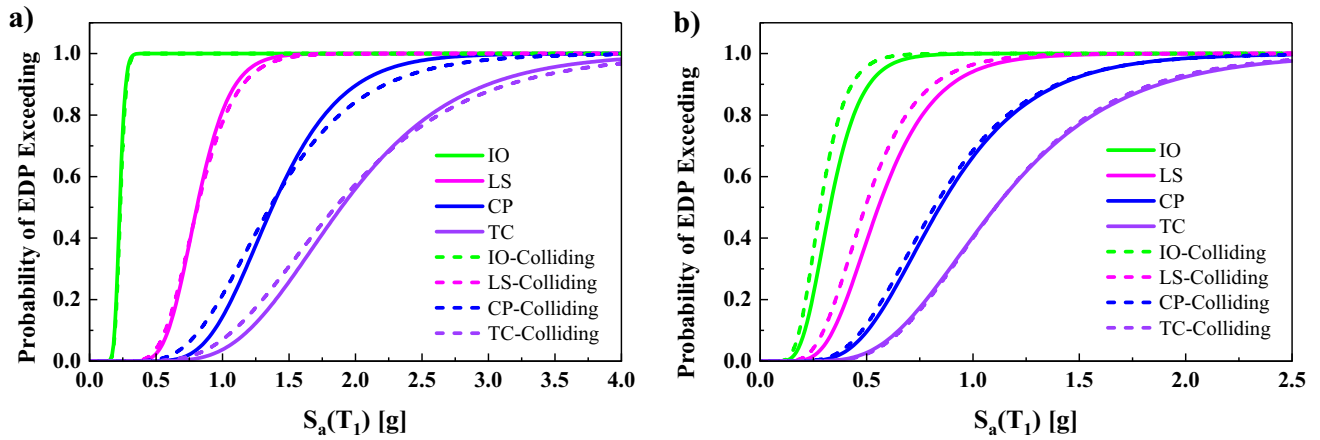 a)
Probability of EDP Exceeding
1.0
0.8
0.6
0.4
0.2
0.0
IO
LS
CP
TC
IO-Colliding
LS-Colliding
CP-Colliding
TC-Colliding
0.0 0.5 1.0 1.5 2.0 2.5 3.0 3.5 4.0
Sa(T1) [g]
b)
Probability of EDP Exceeding
1.0
0.8
0.6
0.4
0.2
0.0
IO
LS
CP
TC
IO-Colliding
LS-Colliding
CP-Colliding
TC-Colliding
0.0 0.5 1.0 1.5 2.0 2.5
Sa(T1) [g]